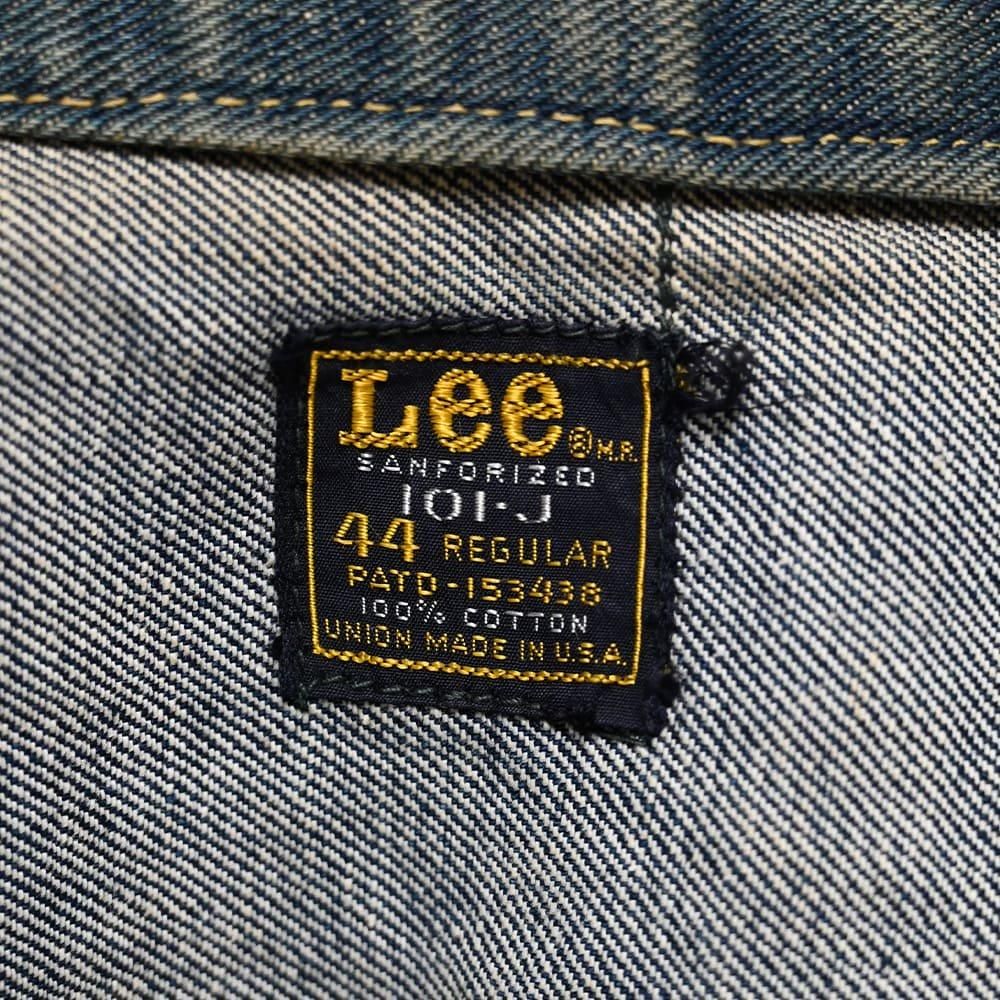 Lee® M.R.
SANFORIZED
101-J
44 REGULAR
PATD-153438
100% COTTON
UNION MADE IN U.S.A.